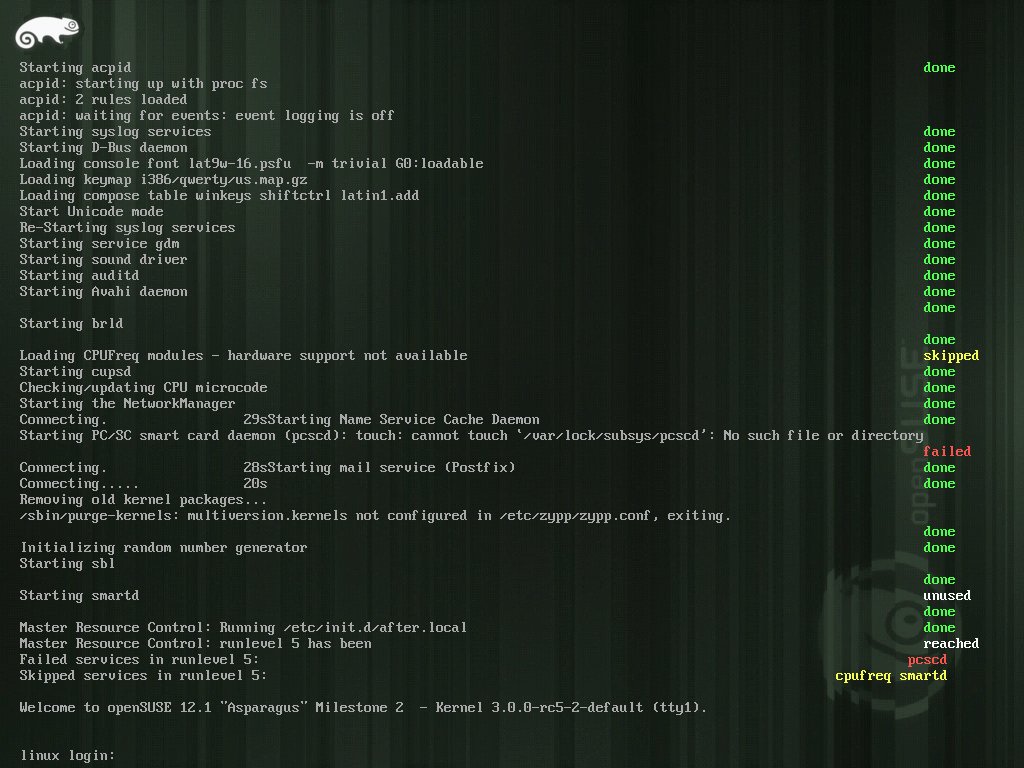 Starting acpid done
acpid: starting up with proc fs
acpid: 2 rules loaded
acpid: waiting for events: event logging is off
Starting syslog services done
Starting D-Bus daemon done
Loading console font lat9w-16.psfu  -m trivial G0:loadable done
Loading keymap i386/qwerty/us.map.gz done
Loading compose table winkeys shiftctrl latin1.add done
Start Unicode mode done
Re-Starting syslog services done
Starting service gdm done
Starting sound driver done
Starting auditd done
Starting Avahi daemon done
done
Starting brld
done
Loading CPUFreq modules - hardware support not available skipped
Starting cupsd done
Checking/updating CPU microcode done
Starting the NetworkManager done
Connecting. 29sStarting Name Service Cache Daemon done
Starting PC/SC smart card daemon (pcscd): touch: cannot touch `/var/lock/subsys/pcscd': No such file or directory
failed
Connecting. 28sStarting mail service (Postfix) done
Connecting..... 20s done
Removing old kernel packages...
/sbin/purge-kernels: multiversion.kernels not configured in /etc/zypp/zypp.conf, exiting.
done
Initializing random number generator done
Starting sbl
done
Starting smartd unused
done
Master Resource Control: Running /etc/init.d/after.local done
Master Resource Control: runlevel 5 has been reached
Failed services in runlevel 5: pcscd
Skipped services in runlevel 5: cpufreq smartd
Welcome to openSUSE 12.1 "Asparagus" Milestone 2  - Kernel 3.0.0-rc5-2-default (tty1).
linux login:
openSUSE